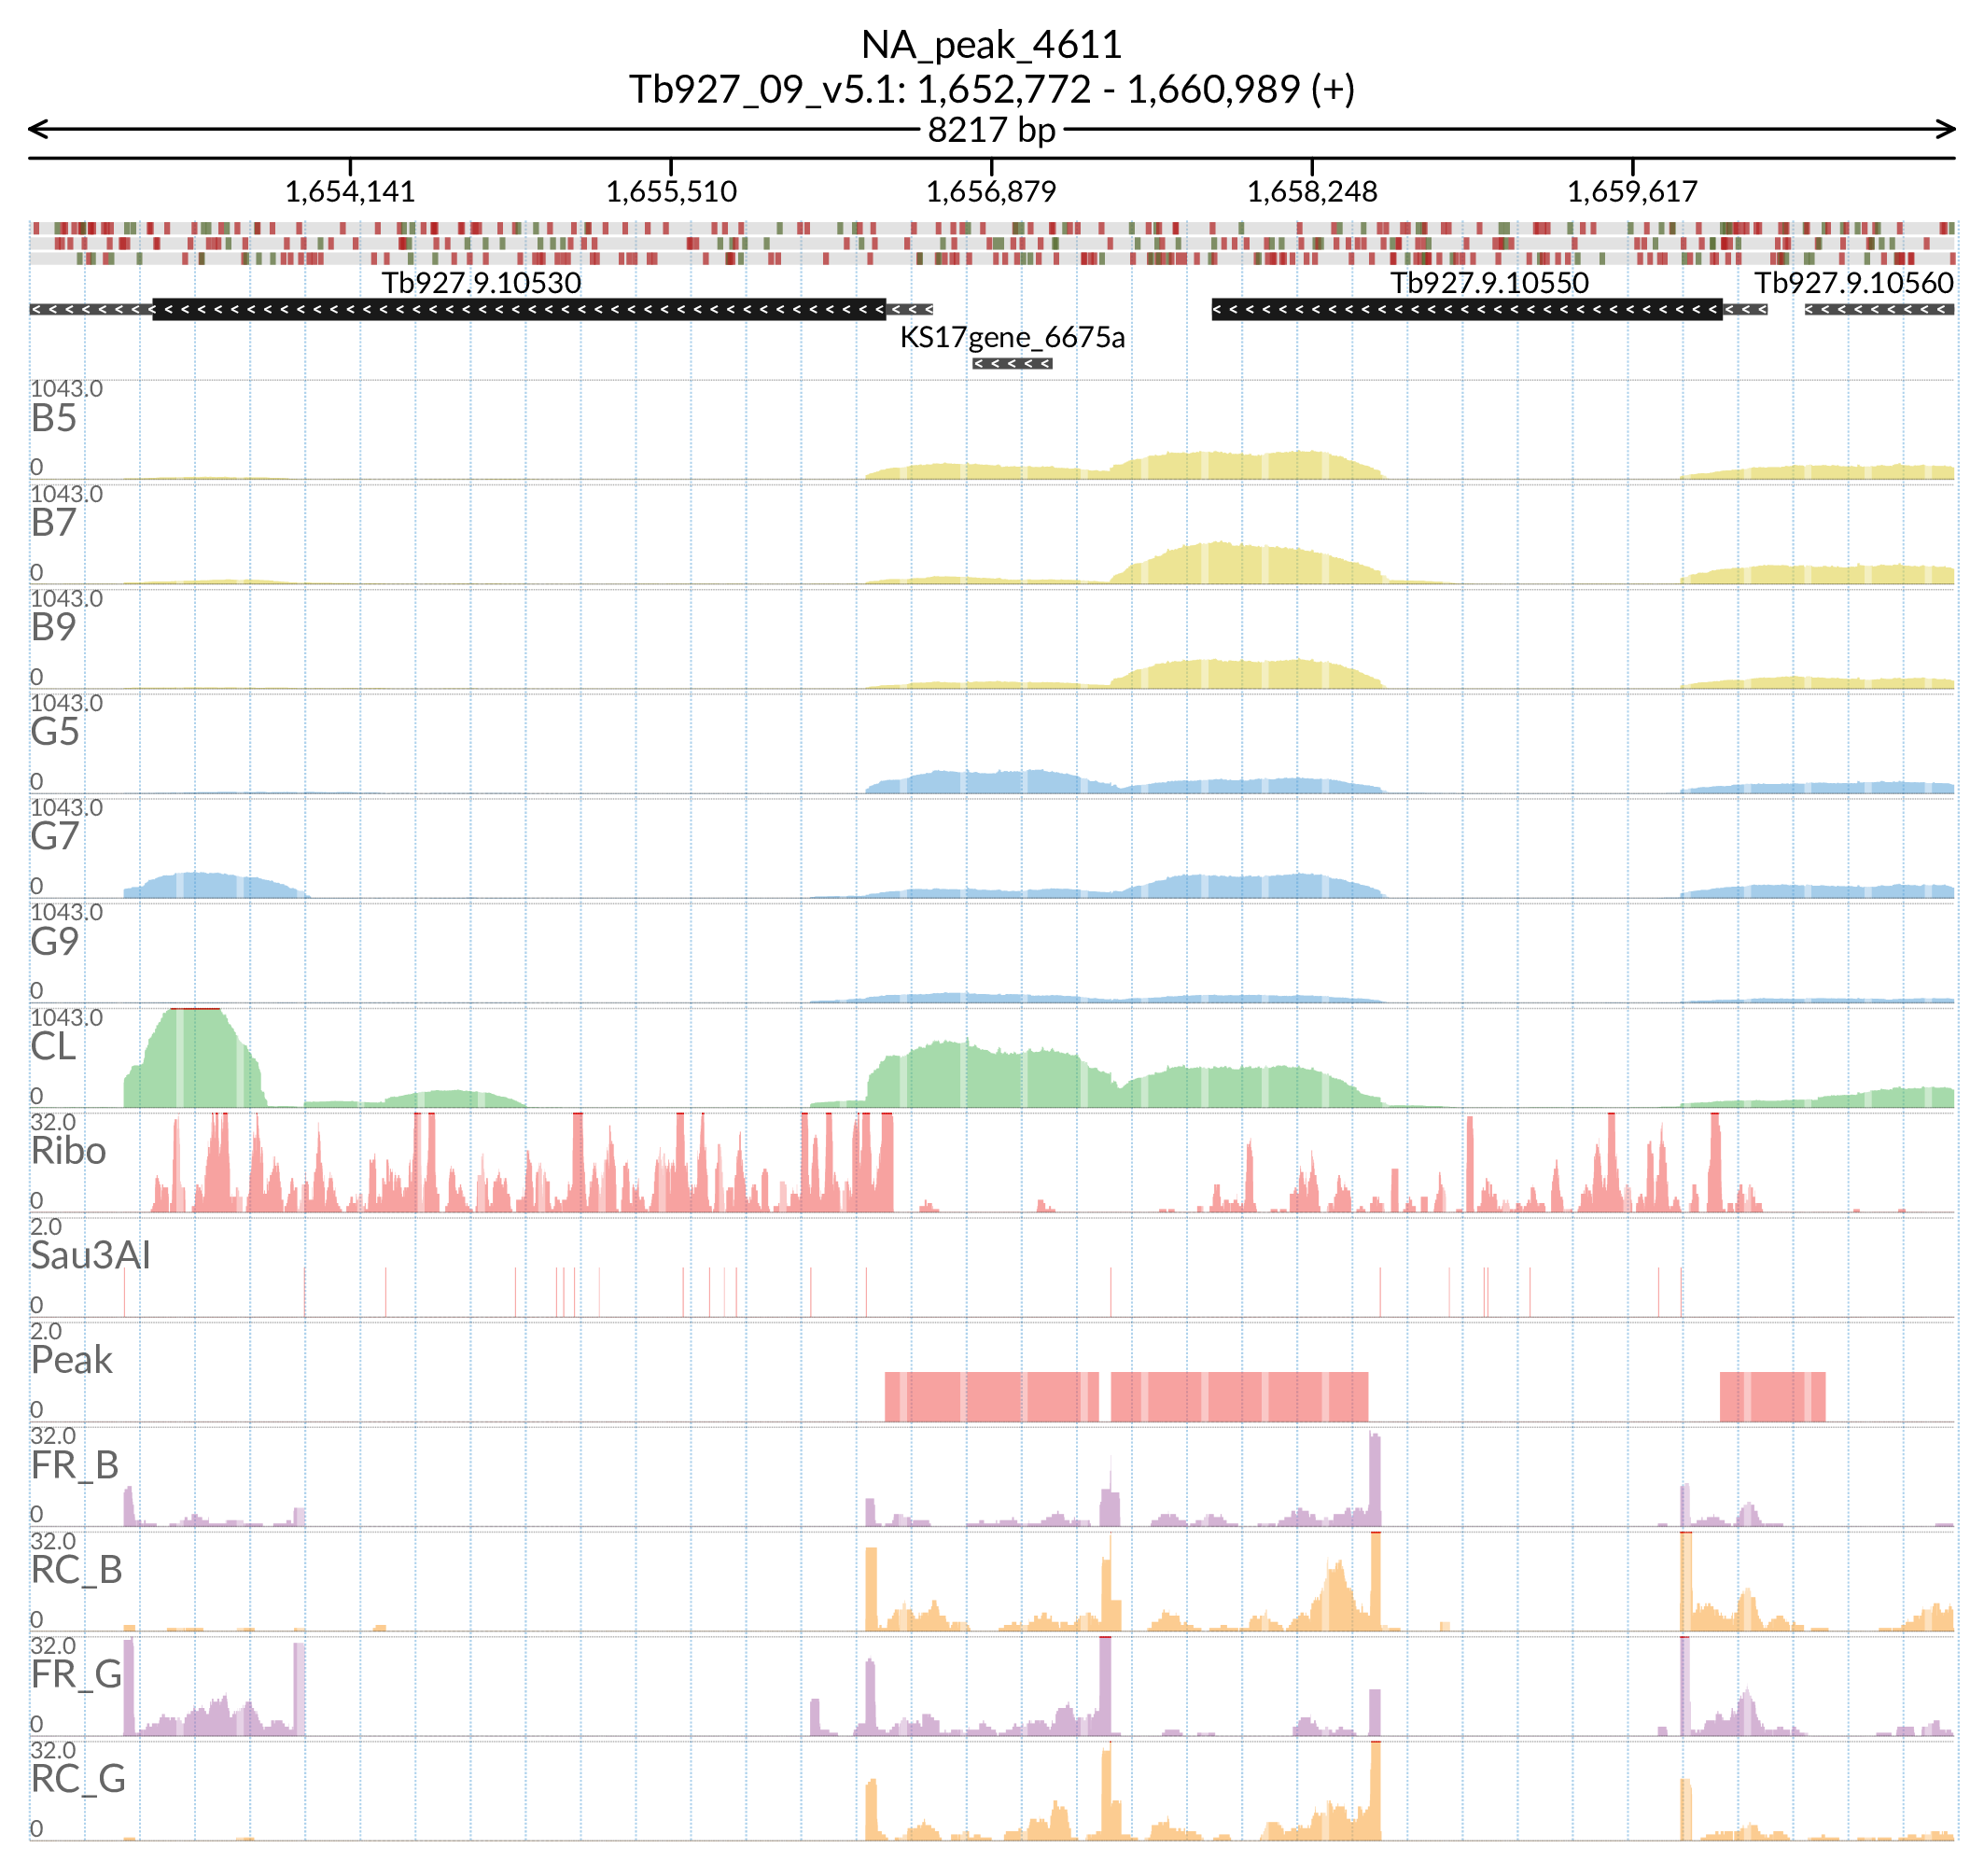 NA_peak_4611
Tb927_09_v5.1: 1,652,772 - 1,660,989 (+)
8217 bp
1,654,141 1,655,510 1,656,879 1,658,248 1,659,617
Tb927.9.10530 Tb927.9.10550 Tb927.9.10560
KS17gene_6675a
1043.0
B5
0
1043.0
B7
0
1043.0
B9
0
1043.0
G5
0
1043.0
G7
0
1043.0
G9
0
1043.0
CL
0
32.0
Ribo
0
2.0
Sau3AI
0
2.0
Peak
0
32.0
FR_B
0
32.0
RC_B
0
32.0
FR_G
0
32.0
RC_G
0